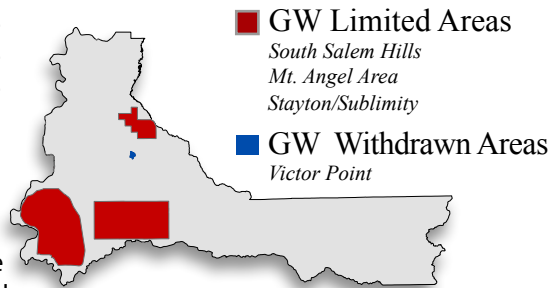 GW Limited Areas
South Salem Hills
Mt. Angel Area
Stayton/Sublimity
GW Withdrawn Areas
Victor Point